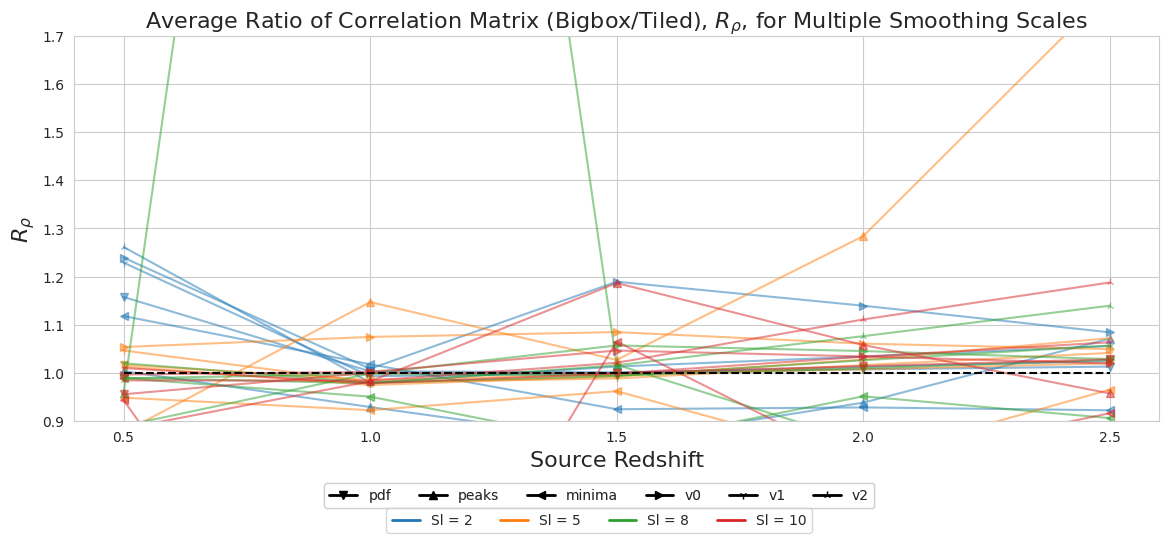 Average Ratio of Correlation Matrix (Bigbox/Tiled), Rρ, for Multiple Smoothing Scales
1.7
1.6
1.5
1.4
1.3
1.2
1.1
1.0
0.9
Rρ
0.5 1.0 1.5 2.0 2.5
Source Redshift
pdf peaks minima v0 v1 v2
Sl = 2 Sl = 5 Sl = 8 Sl = 10